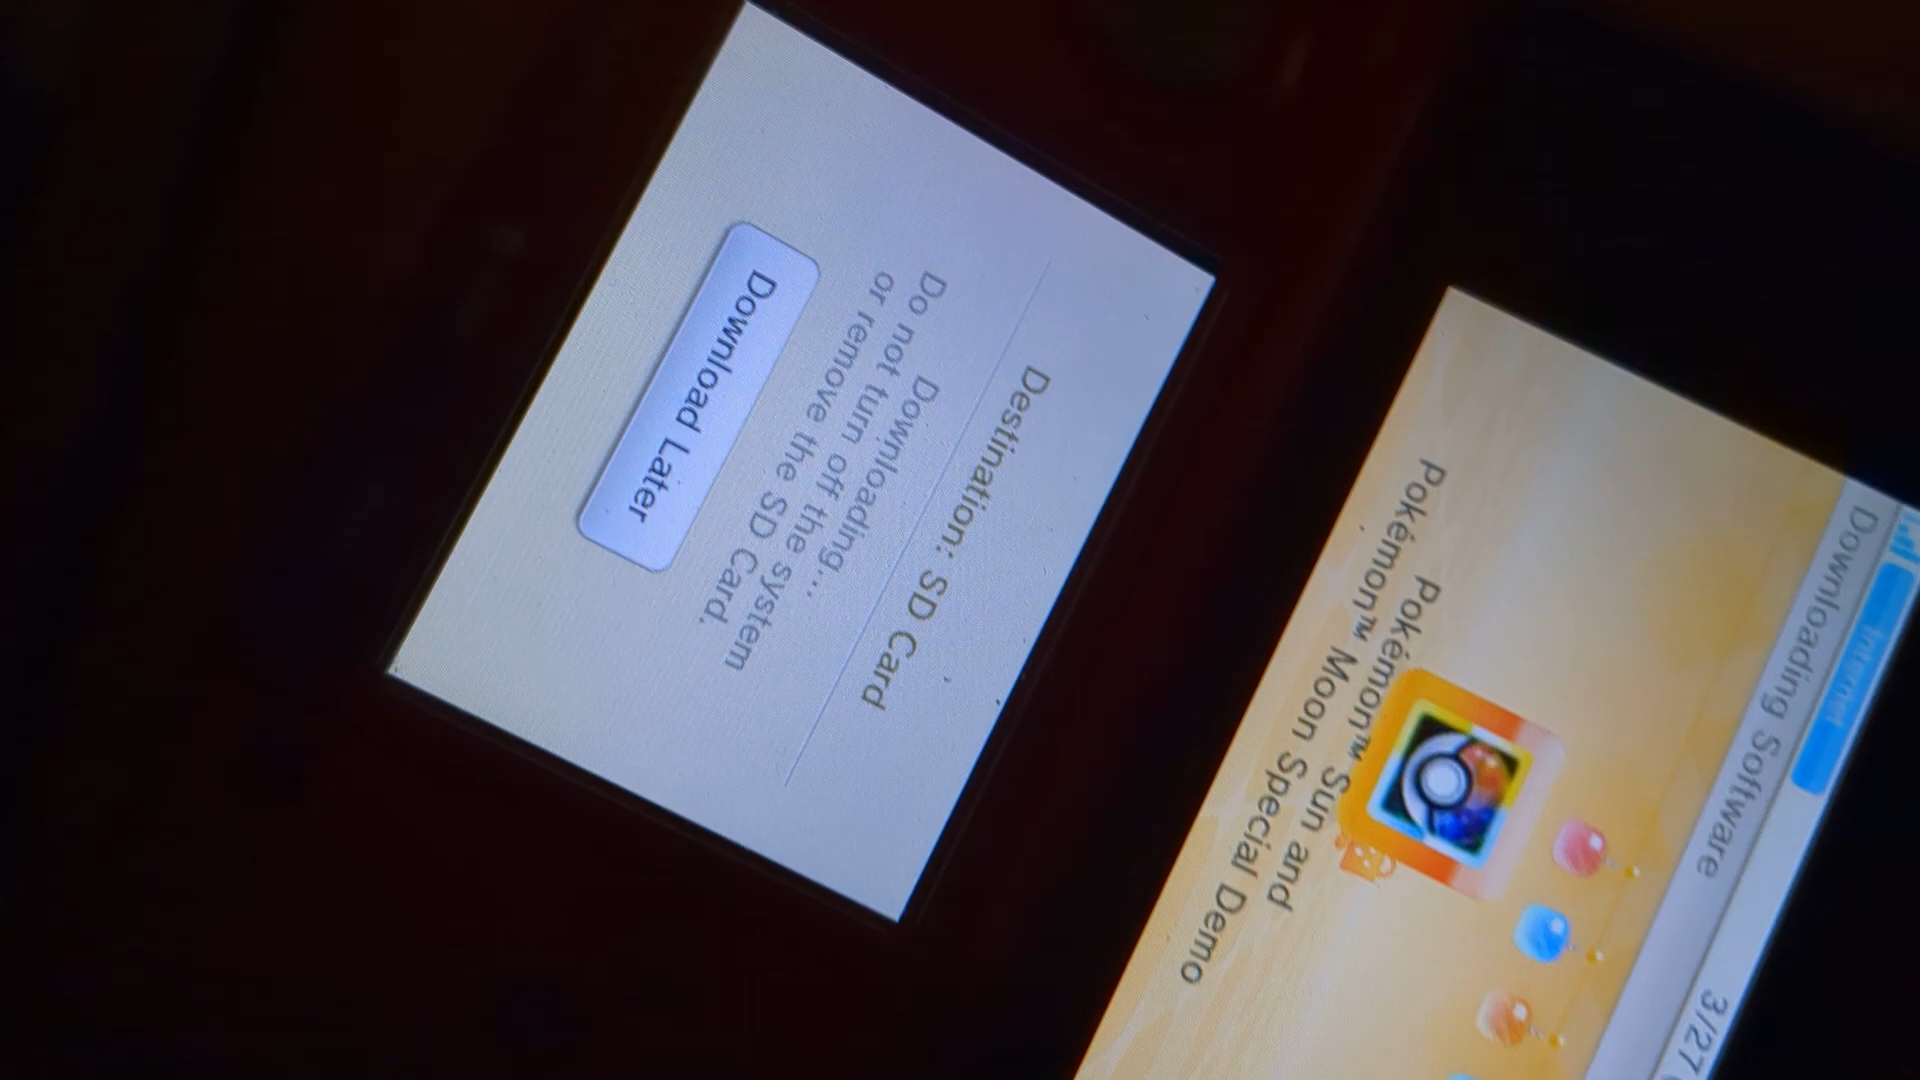 Internet
3/27
Downloading Software
Pokémon™ Sun and
Pokémon™ Moon Special Demo
Destination: SD Card
Downloading...
Do not turn off the system
or remove the SD Card.
Download Later